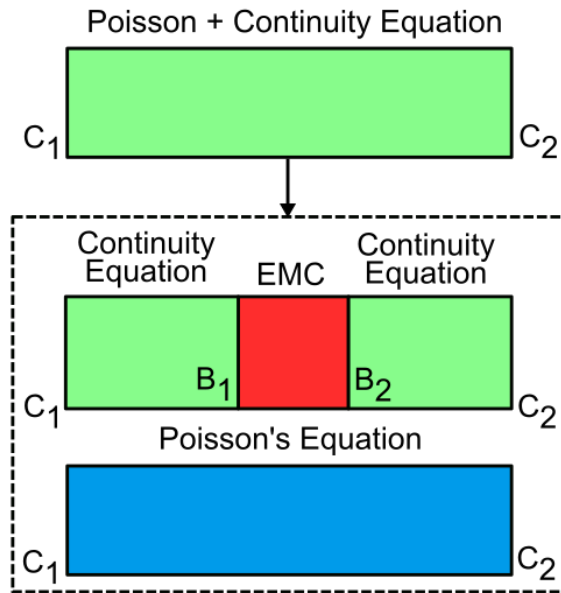 Poisson + Continuity Equation
C1 C2
Continuity Equation EMC Continuity Equation
B1 B2
C1 C2
Poisson's Equation
C1 C2